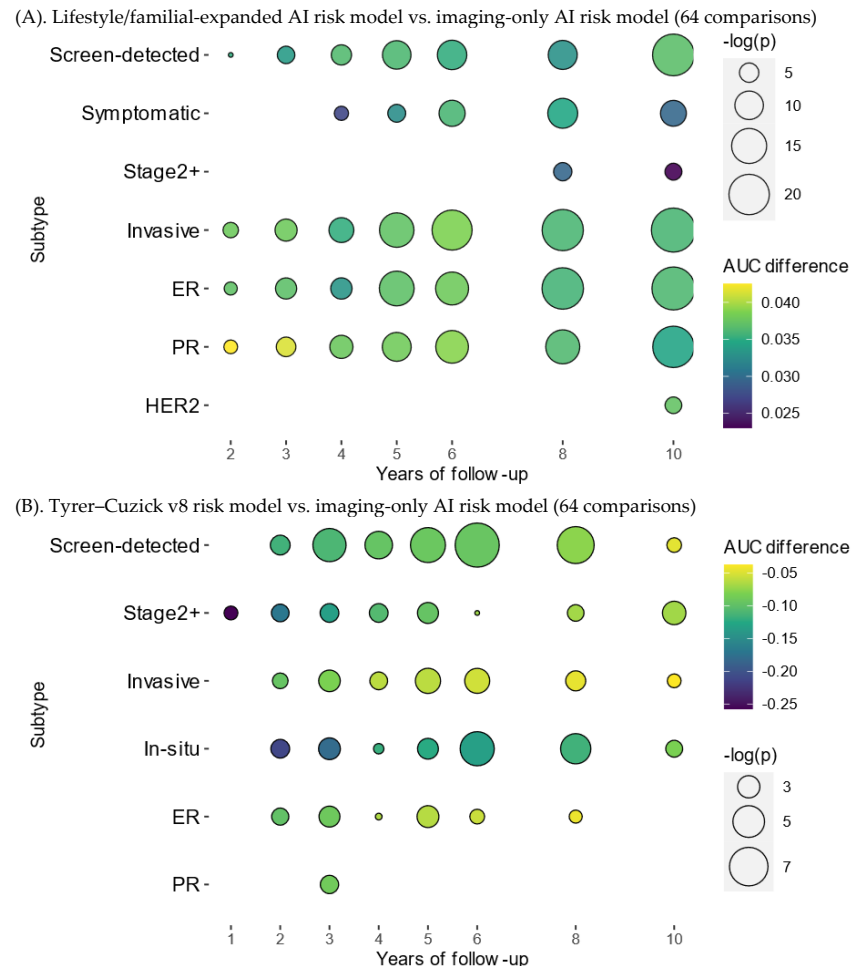 (A). Lifestyle/familial-expanded AI risk model vs. imaging-only AI risk model (64 comparisons)
Screen-detected
Symptomatic
Stage2+
Invasive
ER
PR
HER2
Subtype
2 3 4 5 6 8 10
Years of follow-up
-log(p)
5
10
15
20
AUC difference
0.040
0.035
0.030
0.025
(B). Tyrer–Cuzick v8 risk model vs. imaging-only AI risk model (64 comparisons)
Screen-detected
Stage2+
Invasive
In-situ
ER
PR
Subtype
1 2 3 4 5 6 8 10
Years of follow-up
AUC difference
-0.05
-0.10
-0.15
-0.20
-0.25
-log(p)
3
5
7